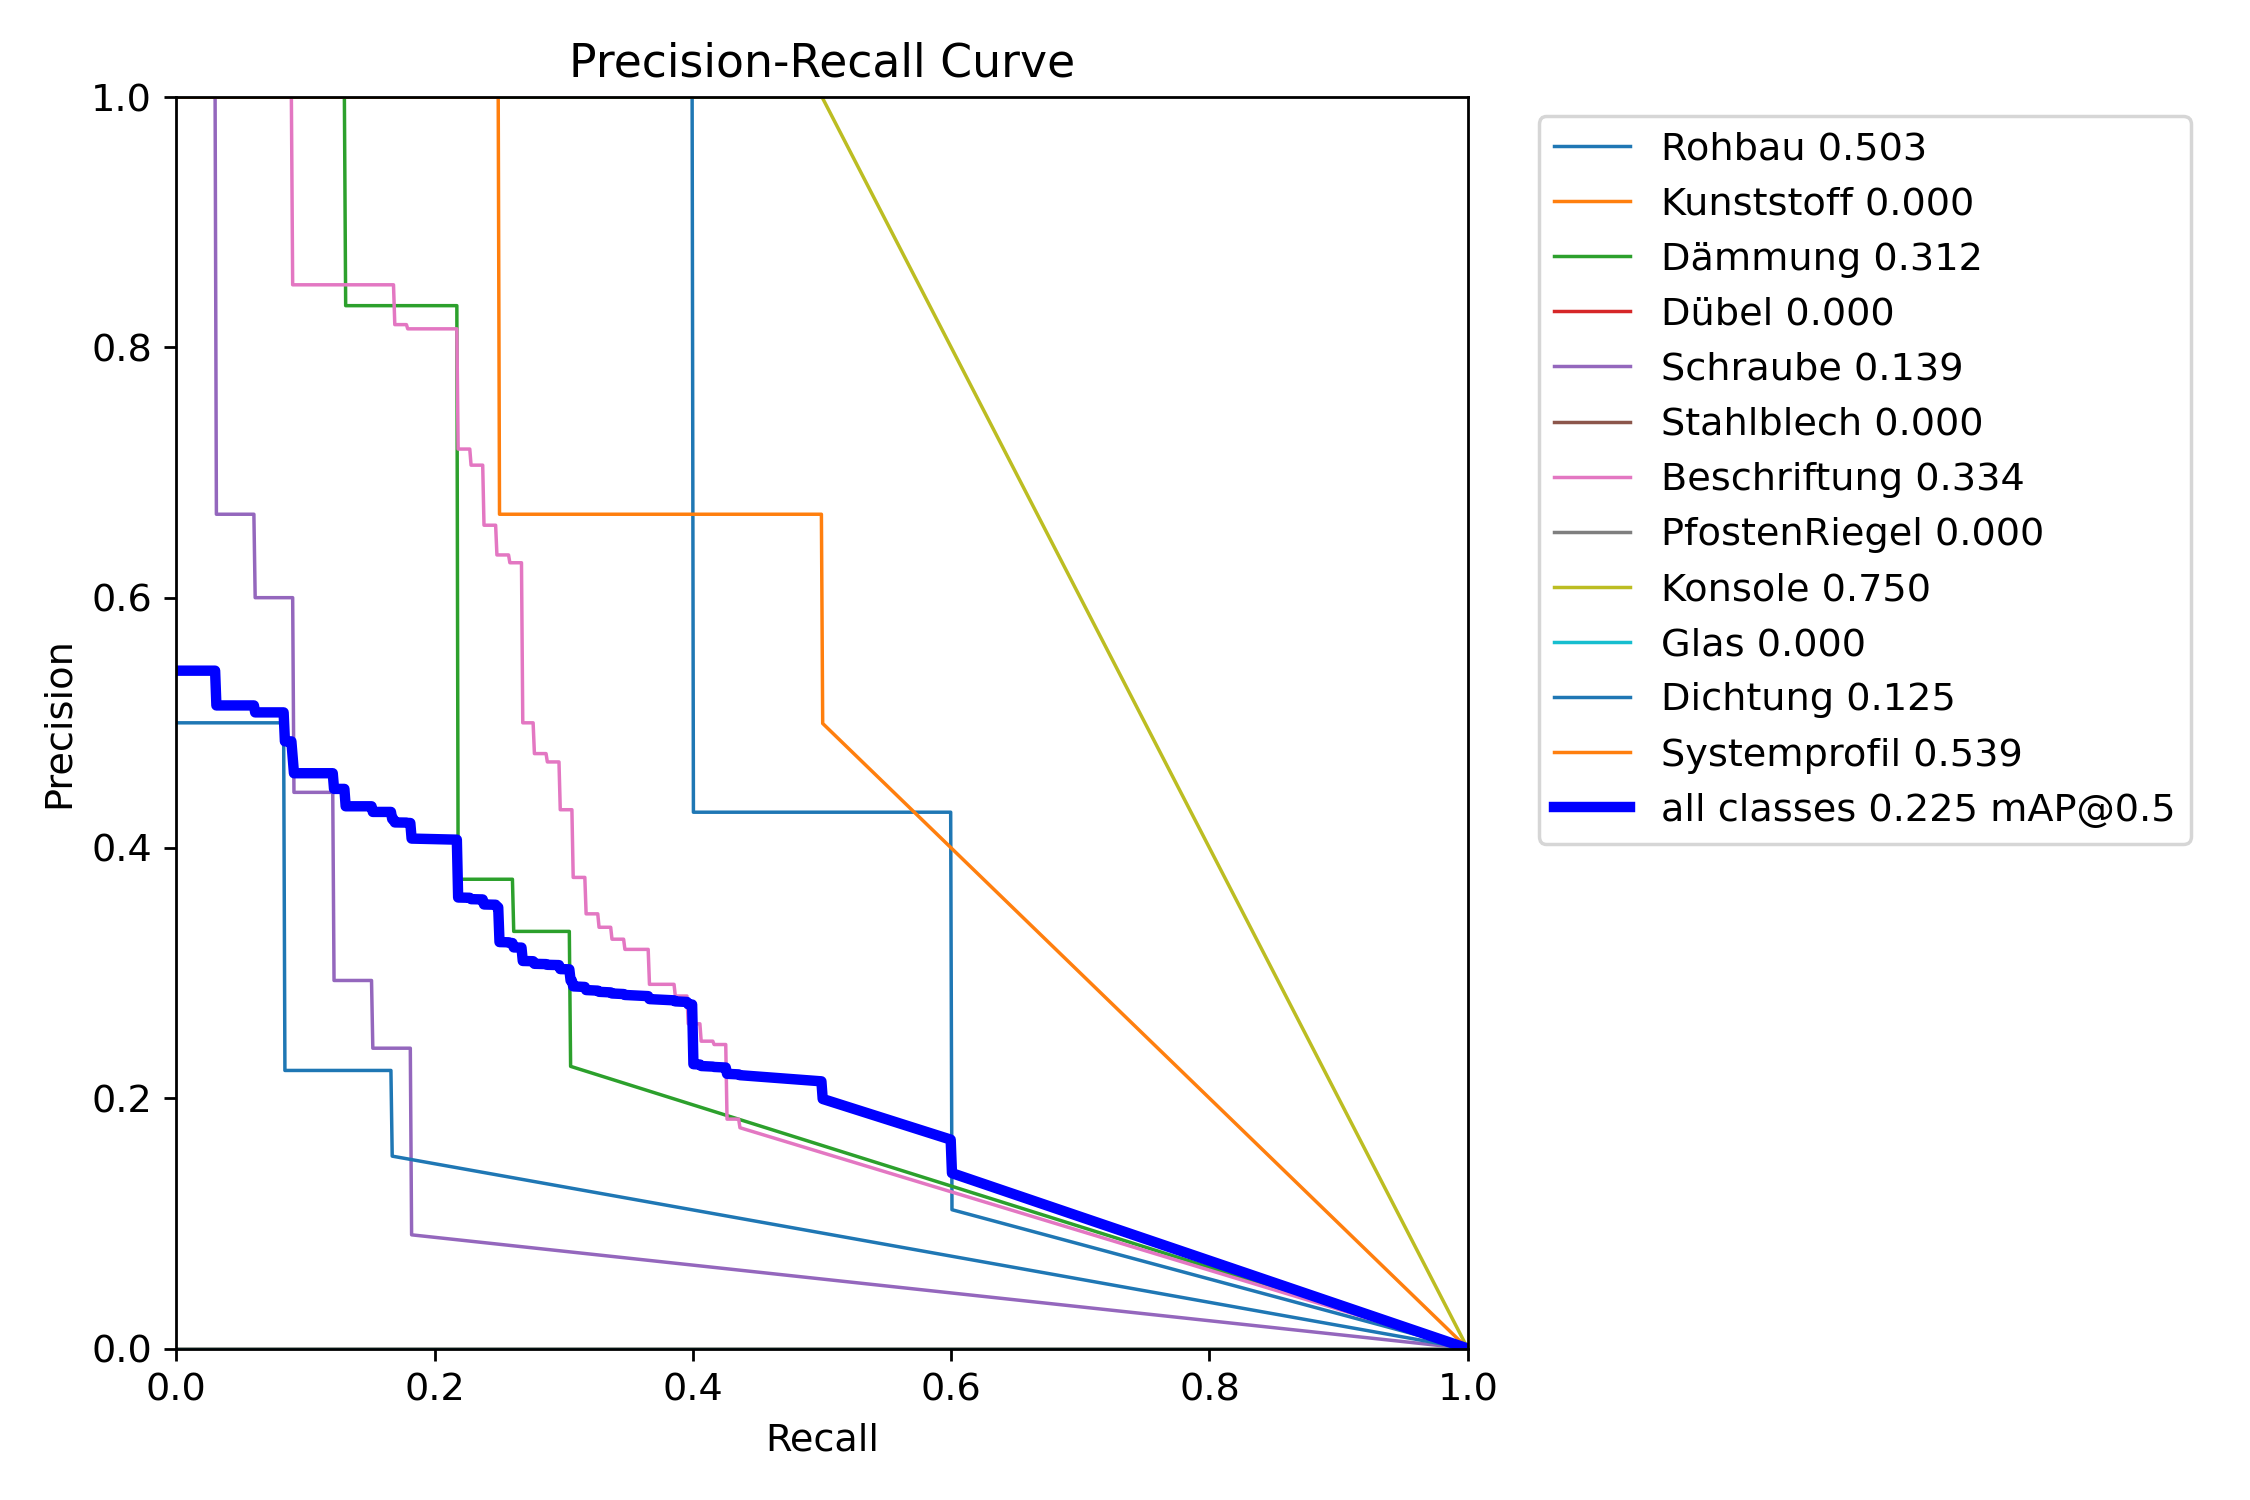 Precision-Recall Curve
1.0
0.8
0.6
0.4
0.2
0.0
Precision
0.0 0.2 0.4 0.6 0.8 1.0
Recall
Rohbau 0.503
Kunststoff 0.000
Dämmung 0.312
Dübel 0.000
Schraube 0.139
Stahlblech 0.000
Beschriftung 0.334
PfostenRiegel 0.000
Konsole 0.750
Glas 0.000
Dichtung 0.125
Systemprofil 0.539
all classes 0.225 mAP@0.5